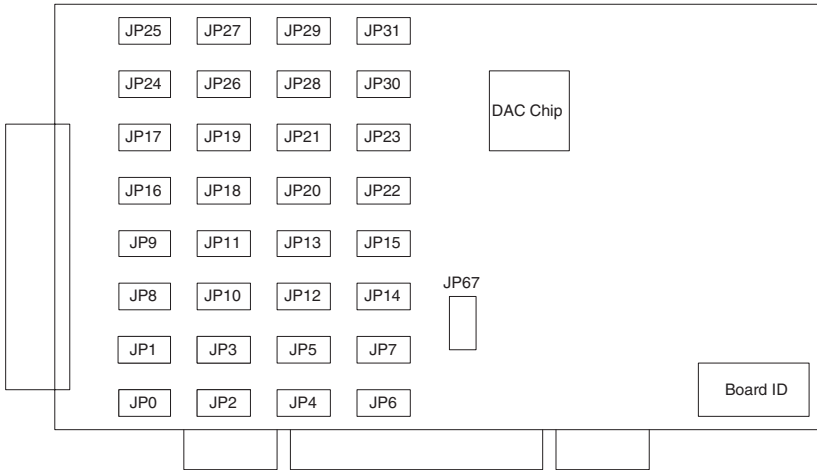 JP25 JP27 JP29 JP31
JP24 JP26 JP28 JP30
DAC Chip
JP17 JP19 JP21 JP23
JP16 JP18 JP20 JP22
JP9 JP11 JP13 JP15
JP67
JP8 JP10 JP12 JP14
JP1 JP3 JP5 JP7
Board ID
JP0 JP2 JP4 JP6